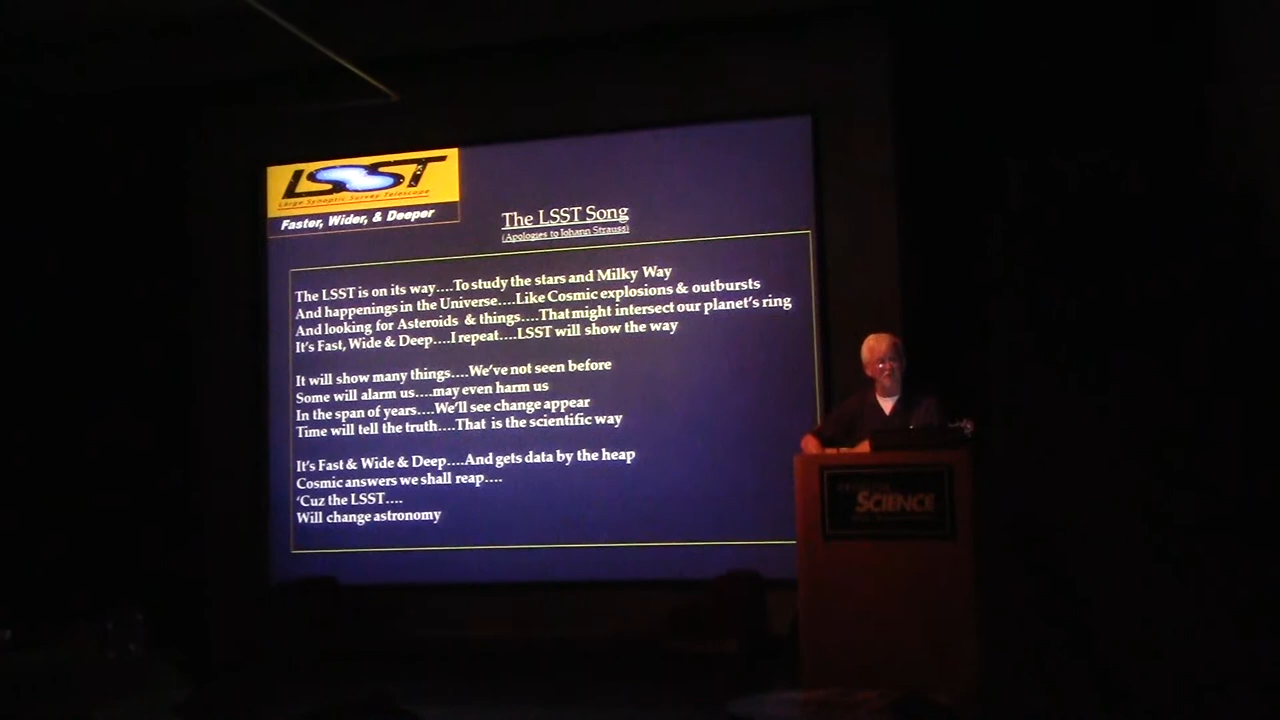 LSST
Large Synoptic Survey Telescope
Faster, Wider, & Deeper
The LSST Song
(Apologies to Johann Strauss)
The LSST is on its way....To study the stars and Milky Way
And happenings in the Universe....Like Cosmic explosions & outbursts
And looking for Asteroids & things....That might intersect our planet's ring
It's Fast, Wide & Deep....I repeat....LSST will show the way
It will show many things....We've not seen before
Some will alarm us....may even harm us
In the span of years....We'll see change appear
Time will tell the truth....That is the scientific way
It's Fast & Wide & Deep....And gets data by the heap
Cosmic answers we shall reap....
'Cuz the LSST....
Will change astronomy
SCIENCE